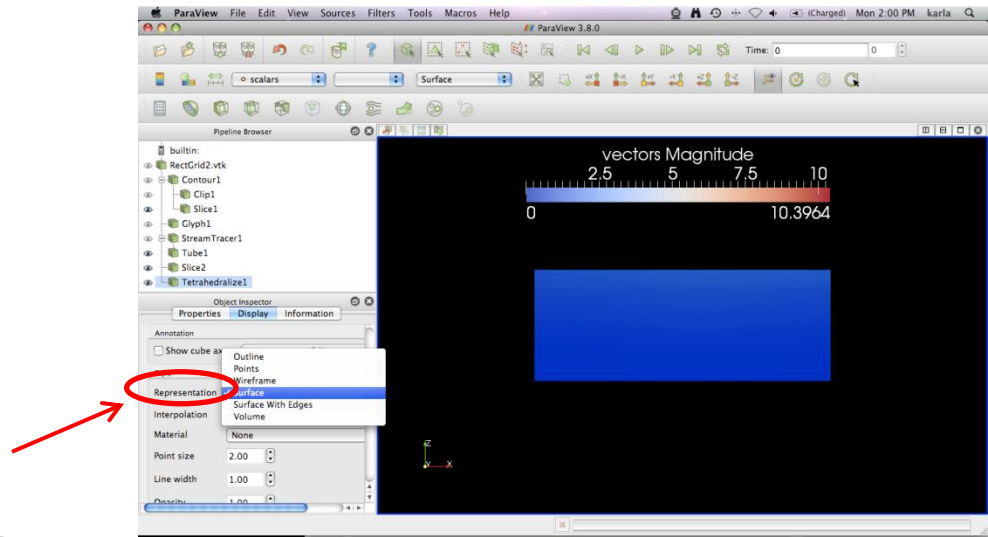 ParaView File Edit View Sources Filters Tools Macros Help (Charged) Mon 2:00 PM karla
ParaView 3.8.0
Time: 0 0
scalars Surface
Pipeline Browser
builtin:
RectGrid2.vtk
Contour1
Clip1
Slice1
Glyph1
StreamTracer1
Tube1
Slice2
Tetrahedralize1
Object Inspector
Properties Display Information
Annotation
Show cube ax
Outline
Points
Wireframe
Representation Surface
Surface With Edges
Interpolation
Volume
Material None
Point size 2.00
Line width 1.00
Opacity 1.00
vectors Magnitude
2.5 5 7.5 10
0 10.3964
Z
Y X